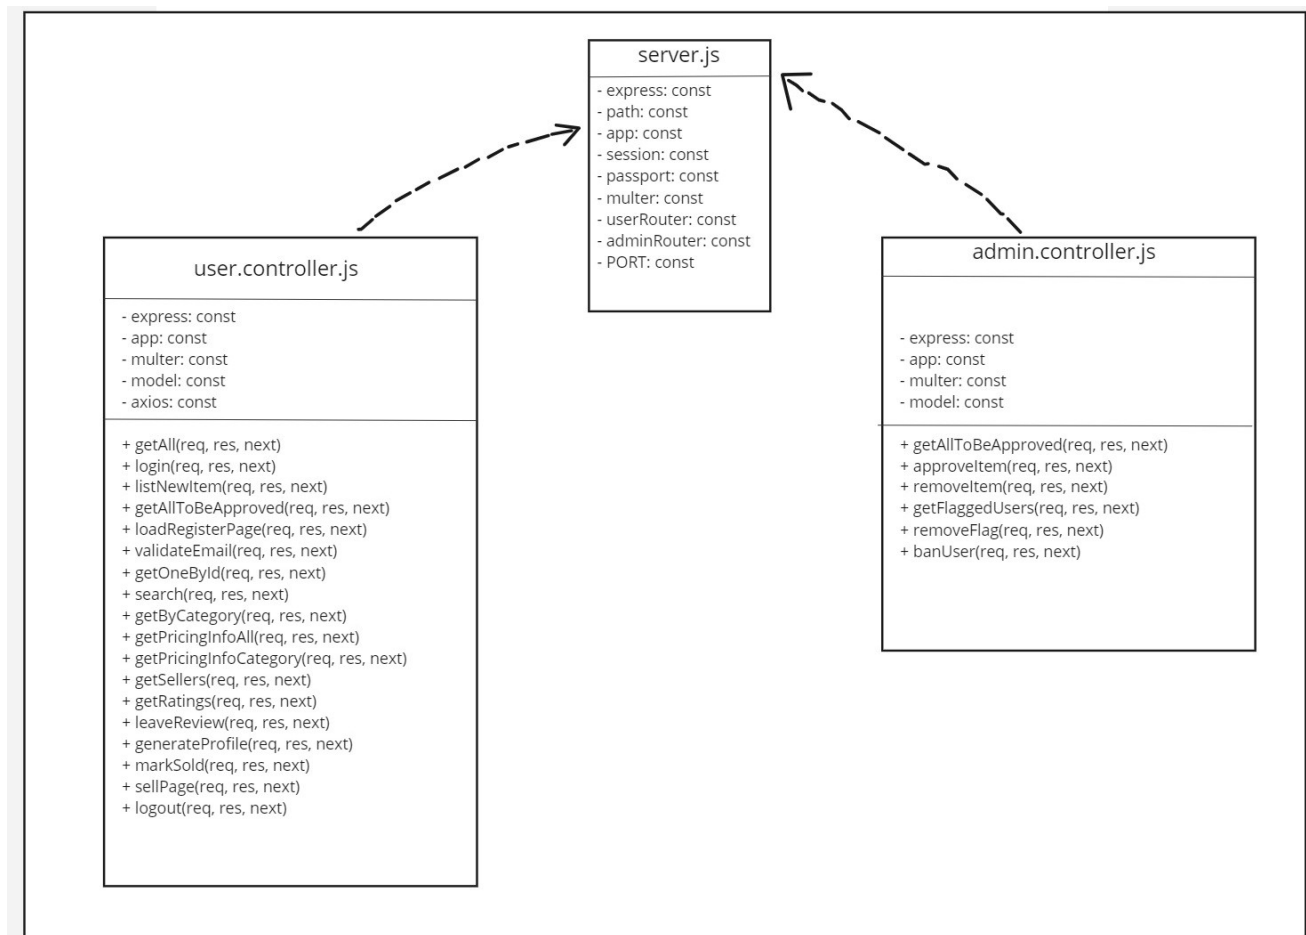 server.js
- express: const
- path: const
- app: const
- session: const
- passport: const
- multer: const
- userRouter: const
- adminRouter: const
- PORT: const
user.controller.js
- express: const
- app: const
- multer: const
- model: const
- axios: const
+ getAll(req, res, next)
+ login(req, res, next)
+ listNewItem(req, res, next)
+ getAllToBeApproved(req, res, next)
+ loadRegisterPage(req, res, next)
+ validateEmail(req, res, next)
+ getOneById(req, res, next)
+ search(req, res, next)
+ getByCategory(req, res, next)
+ getPricingInfoAll(req, res, next)
+ getPricingInfoCategory(req, res, next)
+ getSellers(req, res, next)
+ getRatings(req, res, next)
+ leaveReview(req, res, next)
+ generateProfile(req, res, next)
+ markSold(req, res, next)
+ sellPage(req, res, next)
+ logout(req, res, next)
admin.controller.js
- express: const
- app: const
- multer: const
- model: const
+ getAllToBeApproved(req, res, next)
+ approveItem(req, res, next)
+ removeItem(req, res, next)
+ getFlaggedUsers(req, res, next)
+ removeFlag(req, res, next)
+ banUser(req, res, next)